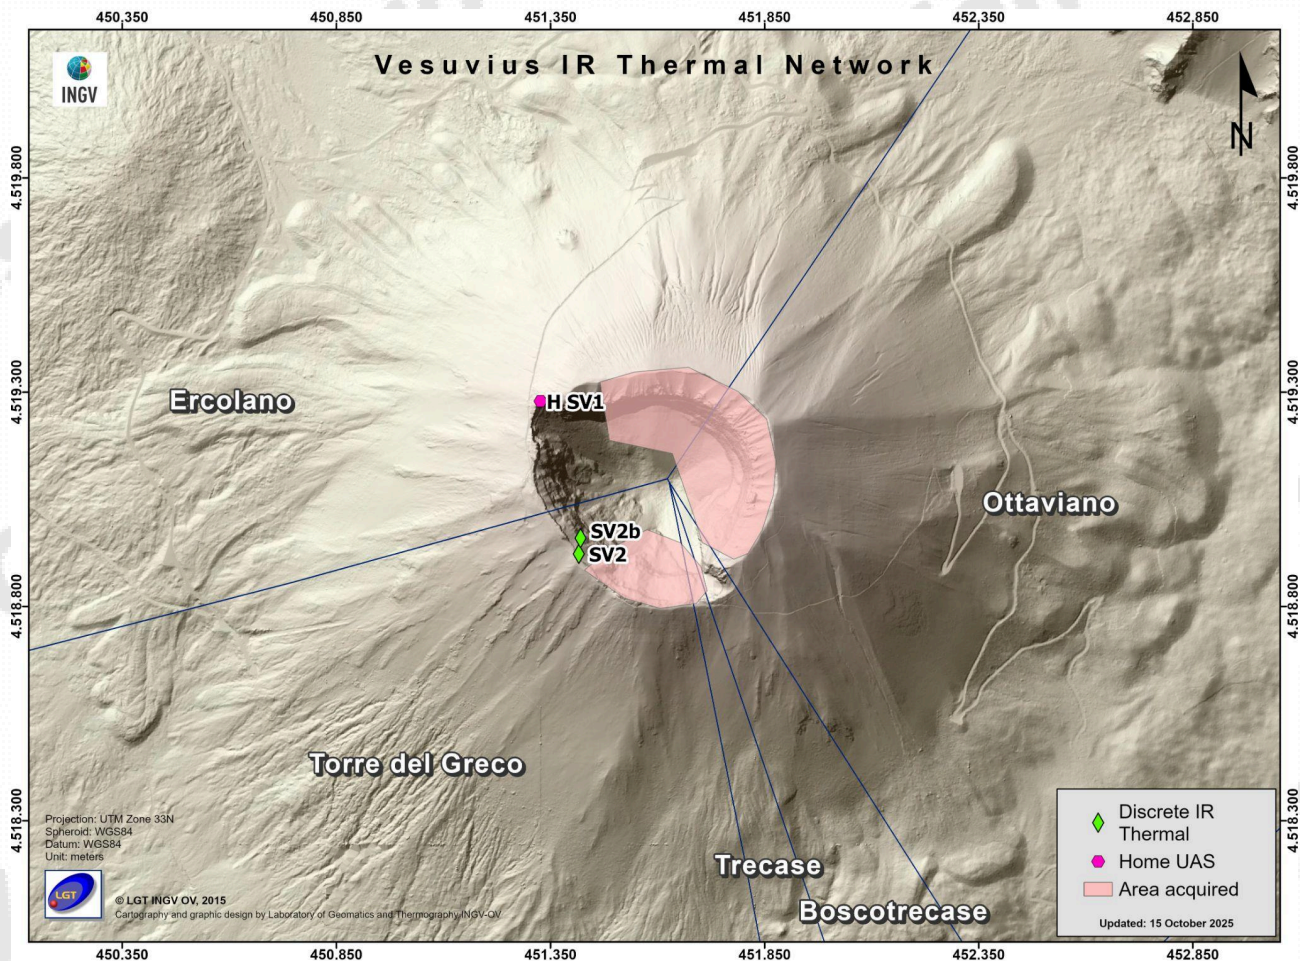 450.350 450.850 451.350 451.850 452.350 452.850
Vesuvius IR Thermal Network
INGV
N
4.519.800
4.519.800
4.519.300
4.519.300
4.518.800
4.518.800
4.518.300
4.518.300
Ercolano
H SV1
SV2b
SV2
Ottaviano
Torre del Greco
Trecase
Boscotrecase
Projection: UTM Zone 33N
Spheroid: WGS84
Datum: WGS84
Unit: meters
LGT
© LGT INGV OV, 2015
Cartography and graphic design by Laboratory of Geomatics and Thermography INGV-OV
Discrete IR
Thermal
Home UAS
Area acquired
Updated: 15 October 2025
450.350 450.850 451.350 451.850 452.350 452.850